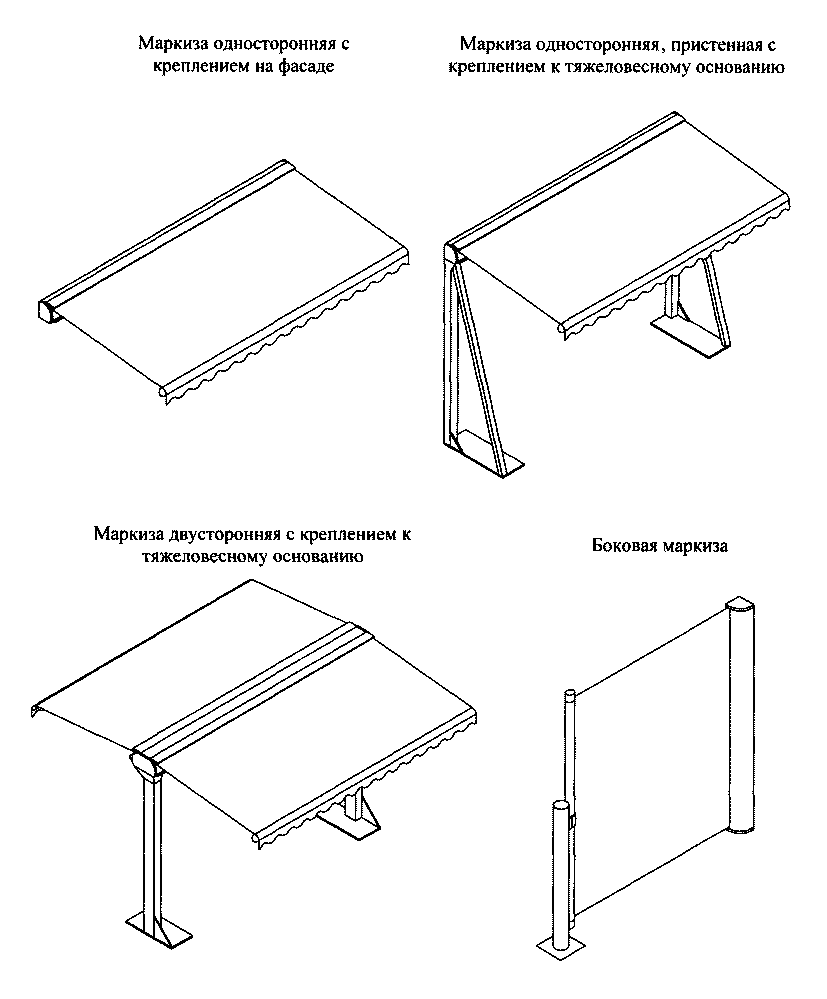 Маркиза односторонняя с
креплением на фасаде
Маркиза односторонняя, пристенная с
креплением к тяжеловесному основанию
Маркиза двусторонняя с креплением к
тяжеловесному основанию
Боковая маркиза